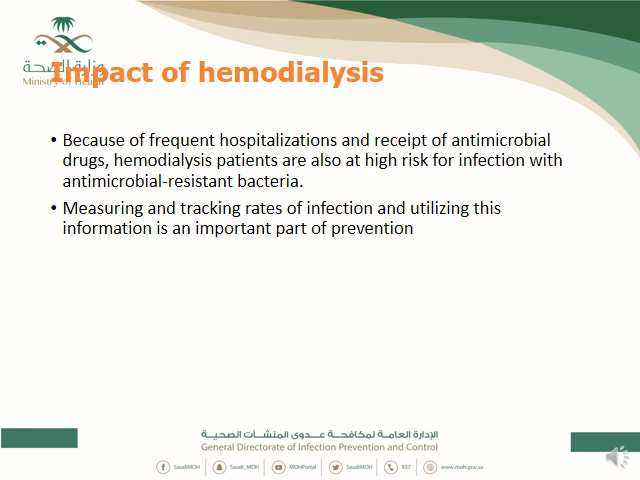 وزارة الصحة
Ministry of Health
Impact of hemodialysis
• Because of frequent hospitalizations and receipt of antimicrobial
drugs, hemodialysis patients are also at high risk for infection with
antimicrobial-resistant bacteria.
• Measuring and tracking rates of infection and utilizing this
information is an important part of prevention
الإدارة العامة لمكافحة عدوى المنشآت الصحية
General Directorate of Infection Prevention and Control
SaudiMOH Saudi_MOH MOHPortal SaudiMOH 937 www.moh.gov.sa